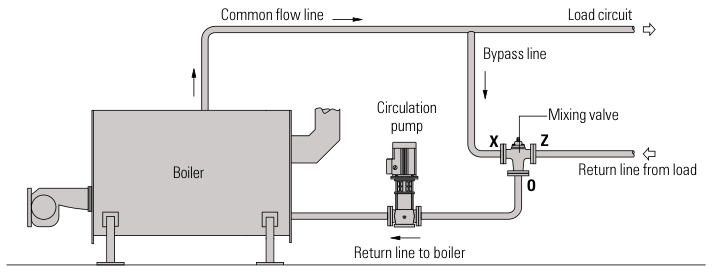 Common flow line
Load circuit
Bypass line
Circulation
pump
Mixing valve
X
Z
Boiler
Return line from load
O
Return line to boiler